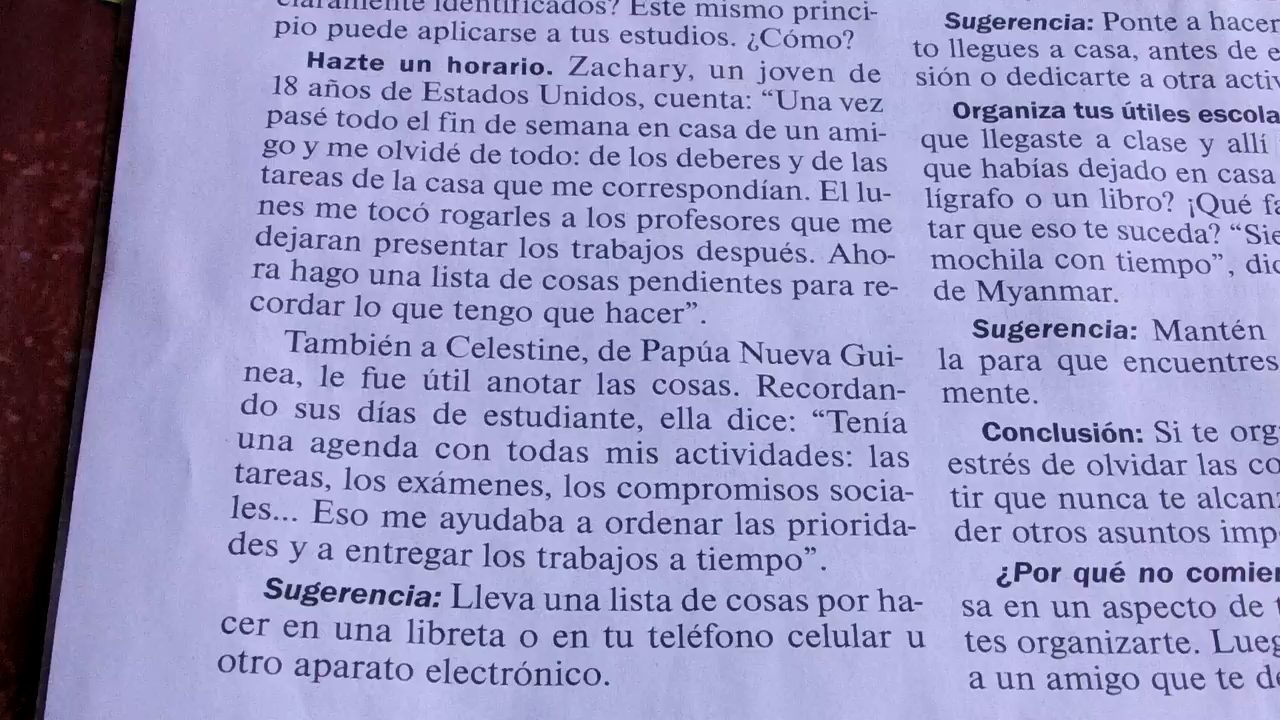 claramente identificados? Este mismo princi-
pio puede aplicarse a tus estudios. ¿Cómo?
Hazte un horario. Zachary, un joven de
18 años de Estados Unidos, cuenta: “Una vez
pasé todo el fin de semana en casa de un ami-
go y me olvidé de todo: de los deberes y de las
tareas de la casa que me correspondían. El lu-
nes me tocó rogarles a los profesores que me
dejaran presentar los trabajos después. Aho-
ra hago una lista de cosas pendientes para re-
cordar lo que tengo que hacer”.
También a Celestine, de Papúa Nueva Gui-
nea, le fue útil anotar las cosas. Recordan-
do sus días de estudiante, ella dice: “Tenía
una agenda con todas mis actividades: las
tareas, los exámenes, los compromisos socia-
les... Eso me ayudaba a ordenar las priorida-
des y a entregar los trabajos a tiempo”.
Sugerencia: Lleva una lista de cosas por ha-
cer en una libreta o en tu teléfono celular u
otro aparato electrónico.
Sugerencia: Ponte a hacer
to llegues a casa, antes de
sión o dedicarte a otra
Organiza tus útiles
que llegaste a clase y allí
que habías dejado en casa
lígrafo o un libro? ¡Qué
tar que eso te suceda?
mochila con tiempo”,
de Myanmar.
Sugerencia: Mantén
la para que encuentres
mente.
Conclusión: Si te
estrés de olvidar las
tir que nunca te
der otros asuntos
¿Por qué no
sa en un aspecto de
tes organizarte.
a un amigo que te